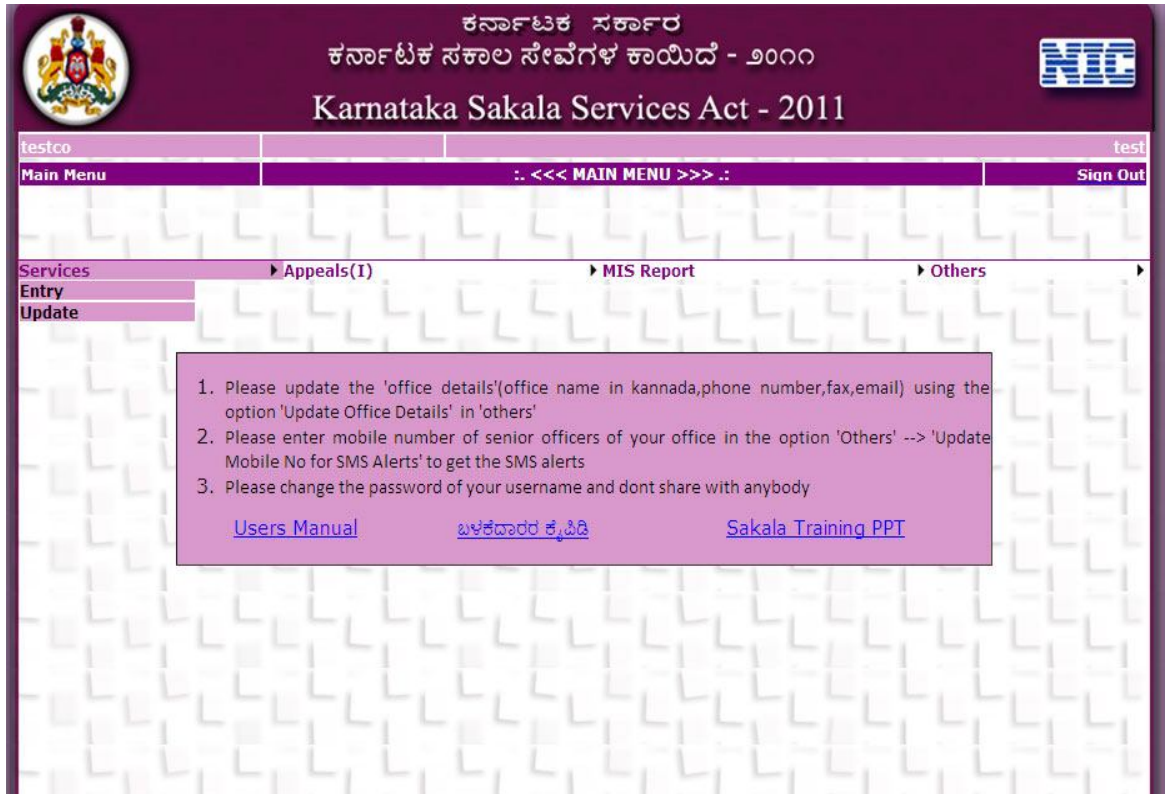 ಕರ್ನಾಟಕ ಸರ್ಕಾರ
ಕರ್ನಾಟಕ ಸಕಾಲ ಸೇವೆಗಳ ಕಾಯಿದೆ - ೨೦೧೧
NIC
Karnataka Sakala Services Act - 2011
testco test
Main Menu :. <<< MAIN MENU >>> .: Sign Out
Services Appeals(I) MIS Report Others
Entry
Update
1. Please update the 'office details'(office name in kannada,phone number,fax,email) using the
option 'Update Office Details' in 'others'
2. Please enter mobile number of senior officers of your office in the option 'Others' --> 'Update
Mobile No for SMS Alerts' to get the SMS alerts
3. Please change the password of your username and dont share with anybody
Users Manual ಬಳಕೆದಾರರ ಕೈಪಿಡಿ Sakala Training PPT